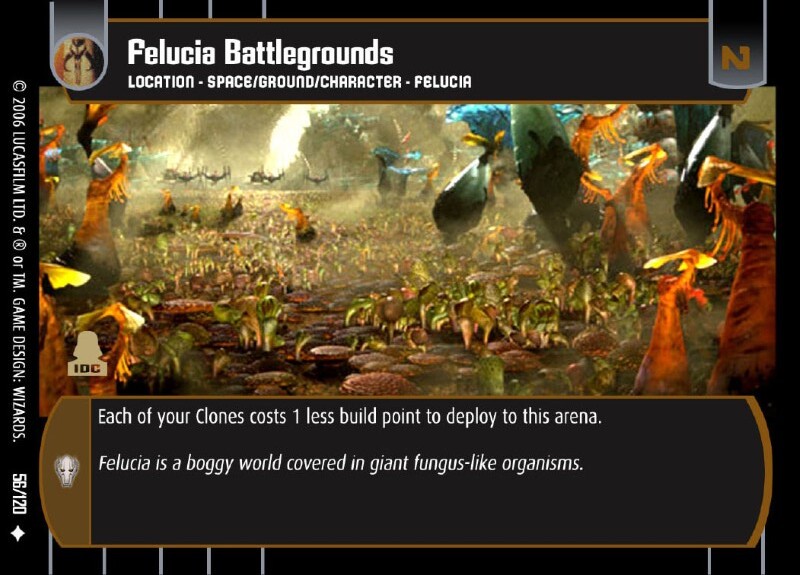 Felucia Battlegrounds
LOCATION - SPACE/GROUND/CHARACTER - FELUCIA
N
IDC
Each of your Clones costs 1 less build point to deploy to this arena.
Felucia is a boggy world covered in giant fungus-like organisms.
© 2006 LUCASFILM LTD. & ® or TM. GAME DESIGN: WIZARDS.
56/120